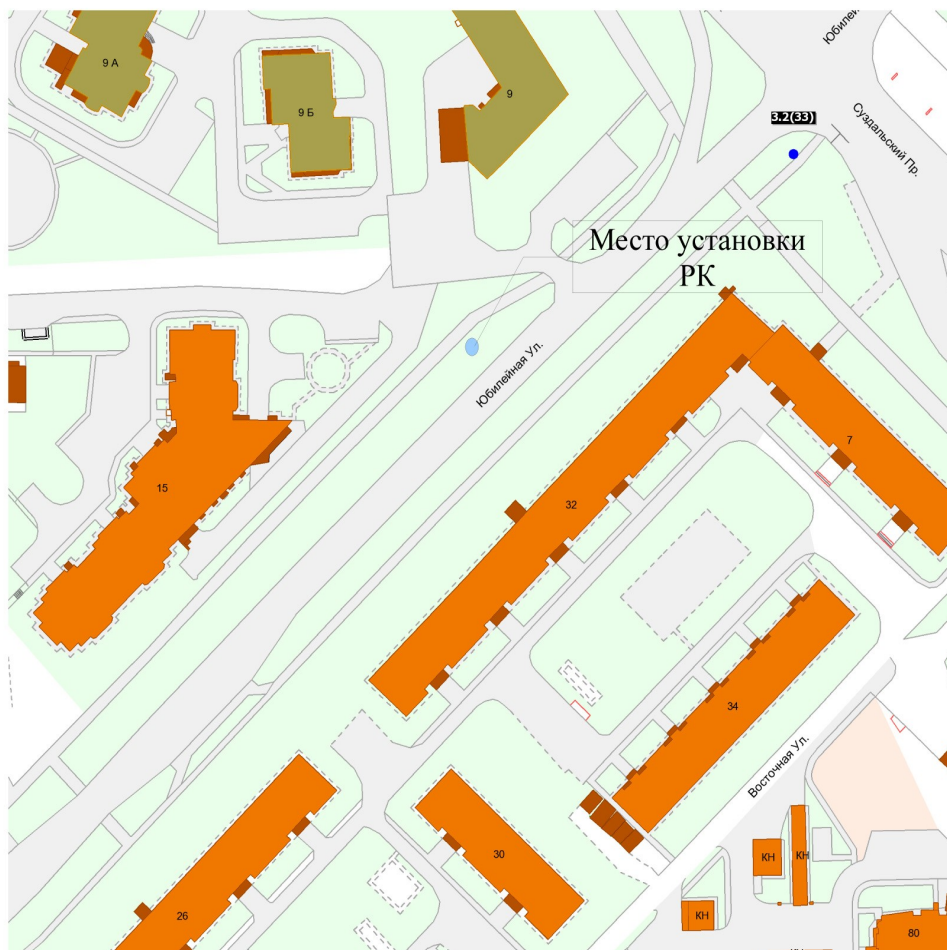 Юбилейн
9 А
9 Б
9
3.2(33)
Суздальский Пр.
Место установки
РК
Юбилейная Ул.
7
15
32
34
Восточная Ул.
30
КН
КН
26
КН
80